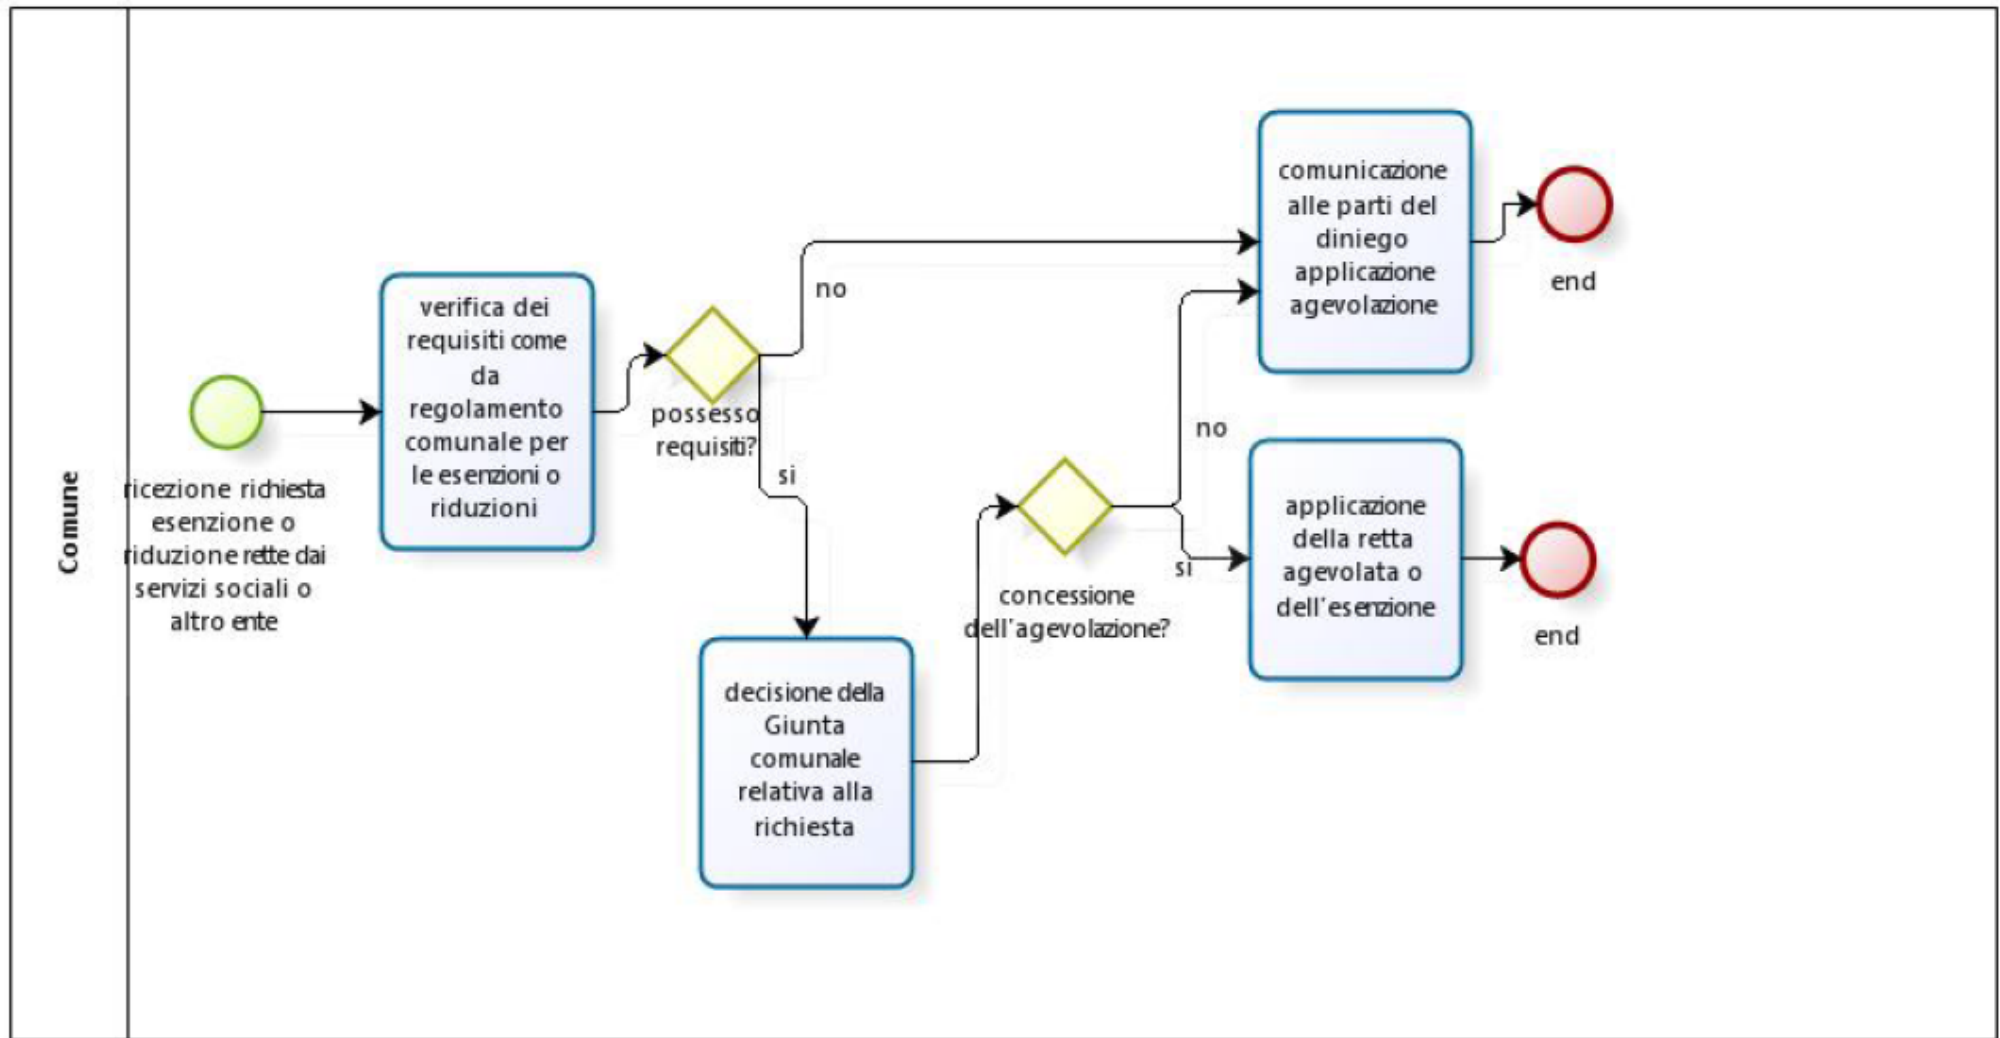 Comune
ricezione richiesta
esenzione o
riduzione rette dai
servizi sociali o
altro ente
verifica dei
requisiti come
da
regolamento
comunale per
le esenzioni o
riduzioni
possesso
requisiti?
no
si
decisione della
Giunta
comunale
relativa alla
richiesta
concessione
dell'agevolazione?
no
si
comunicazione
alle parti del
diniego
applicazione
agevolazione
end
applicazione
della retta
agevolata o
dell'esenzione
end